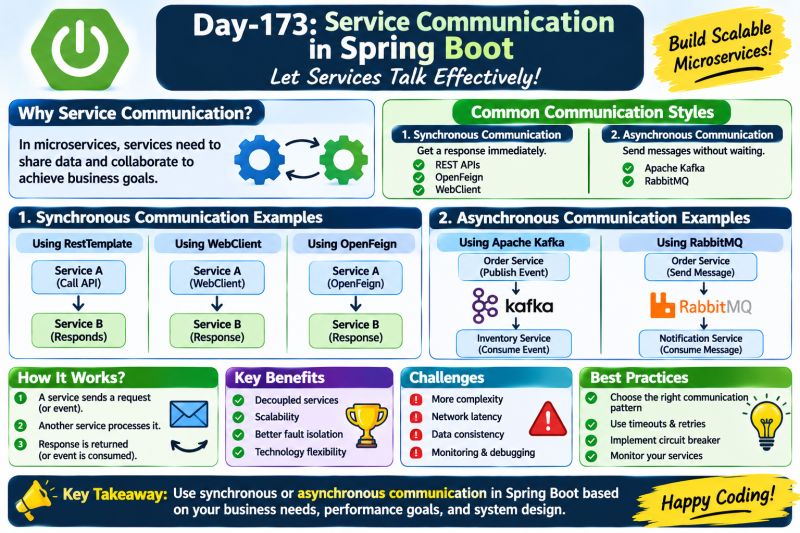 Day-173: Service Communication
in Spring Boot
Let Services Talk Effectively!
Build Scalable
Microservices!
Why Service Communication?
In microservices, services need to
share data and collaborate to
achieve business goals.
Common Communication Styles
1. Synchronous Communication
Get a response immediately.
REST APIs
OpenFeign
WebClient
2. Asynchronous Communication
Send messages without waiting.
Apache Kafka
RabbitMQ
1. Synchronous Communication Examples
Using RestTemplate
Service A
(Call API)
Service B
(Responds)
Using WebClient
Service A
(WebClient)
Service B
(Response)
Using OpenFeign
Service A
(OpenFeign)
Service B
(Response)
2. Asynchronous Communication Examples
Using Apache Kafka
Order Service
(Publish Event)
kafka
Inventory Service
(Consume Event)
Using RabbitMQ
Order Service
(Send Message)
RabbitMQ
Notification Service
(Consume Message)
How It Works?
1 A service sends a request
(or event).
2 Another service processes it.
3 Response is returned
(or event is consumed).
Key Benefits
Decoupled services
Scalability
Better fault isolation
Technology flexibility
Challenges
More complexity
Network latency
Data consistency
Monitoring & debugging
Best Practices
Choose the right communication
pattern
Use timeouts & retries
Implement circuit breaker
Monitor your services
Key Takeaway: Use synchronous or asynchronous communication in Spring Boot based
on your business needs, performance goals, and system design.
Happy Coding!